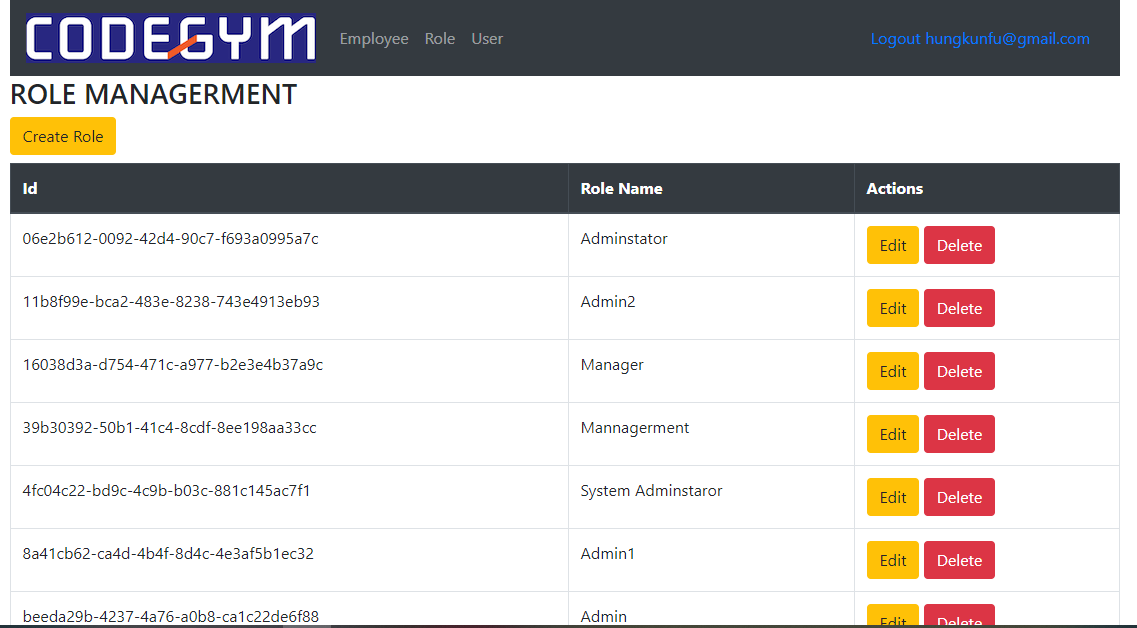 CODEGYM Employee Role User Logout hungkunfu@gmail.com
ROLE MANAGERMENT
Create Role
Id Role Name Actions
06e2b612-0092-42d4-90c7-f693a0995a7c Adminstator Edit Delete
11b8f99e-bca2-483e-8238-743e4913eb93 Admin2 Edit Delete
16038d3a-d754-471c-a977-b2e3e4b37a9c Manager Edit Delete
39b30392-50b1-41c4-8cdf-8ee198aa33cc Mannagerment Edit Delete
4fc04c22-bd9c-4c9b-b03c-881c145ac7f1 System Adminstaror Edit Delete
8a41cb62-ca4d-4b4f-8d4c-4e3af5b1ec32 Admin1 Edit Delete
beeda29b-4237-4a76-a0b8-ca1c22de6f88 Admin Edit Delete